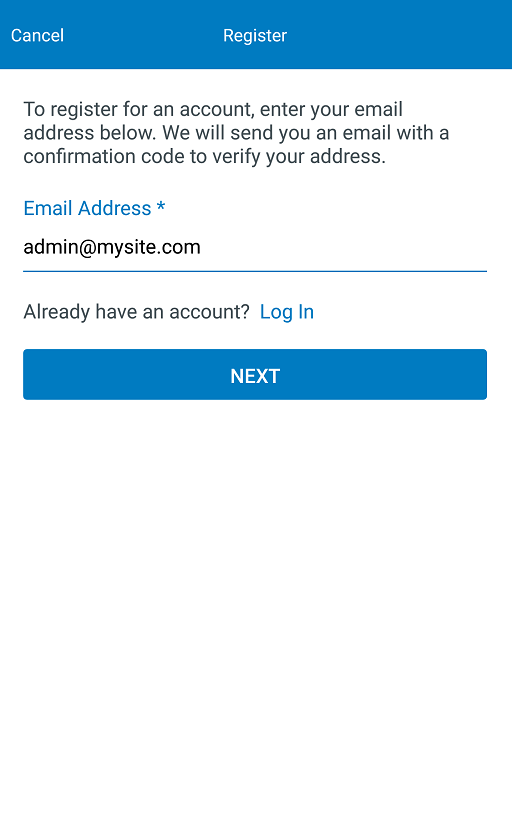 Cancel Register
To register for an account, enter your email
address below. We will send you an email with a
confirmation code to verify your address.
Email Address *
admin@mysite.com
Already have an account? Log In
NEXT